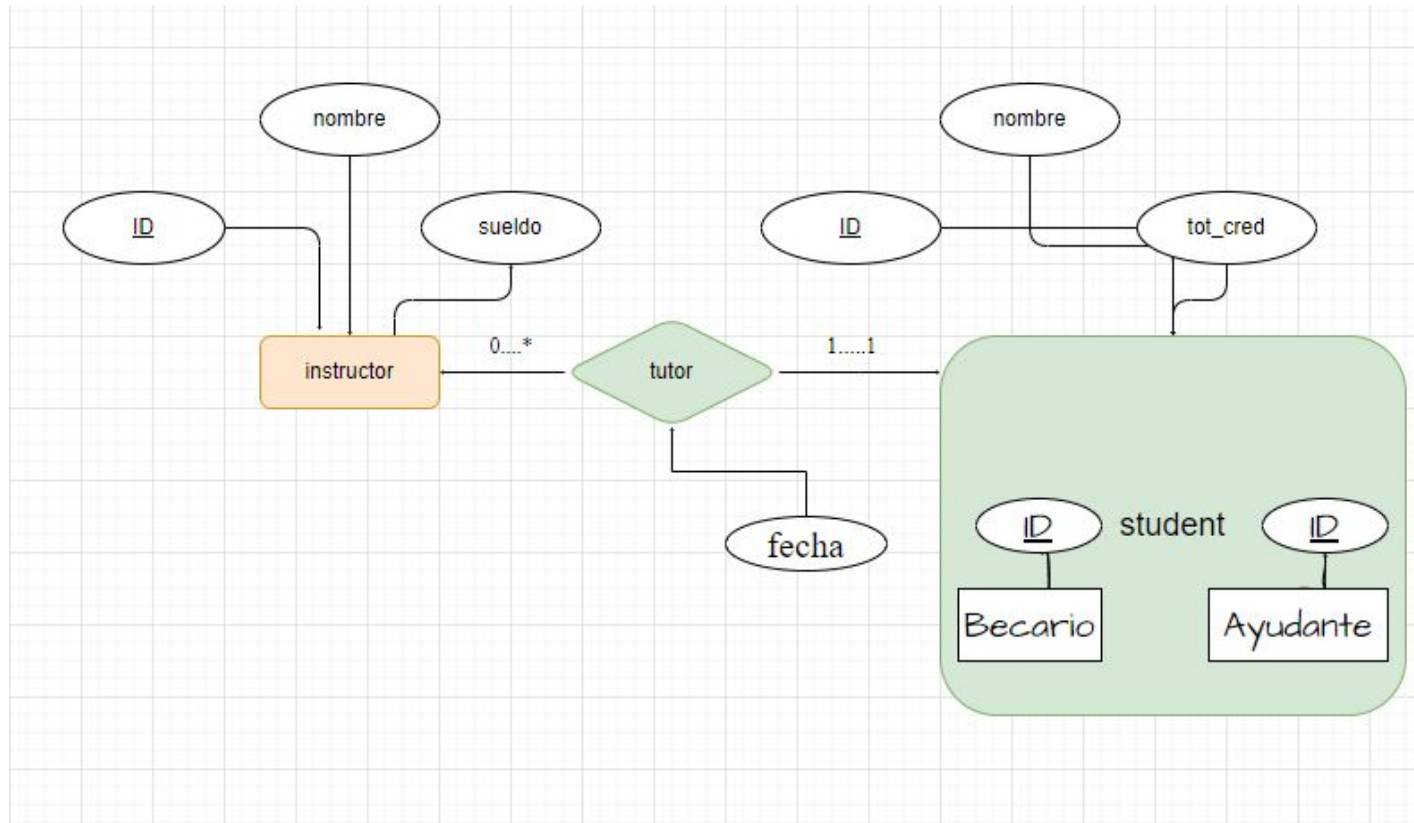 nombre
nombre
ID
sueldo
ID
tot_cred
0....*
1.....1
instructor
tutor
ID
student
ID
fecha
Becario
Ayudante